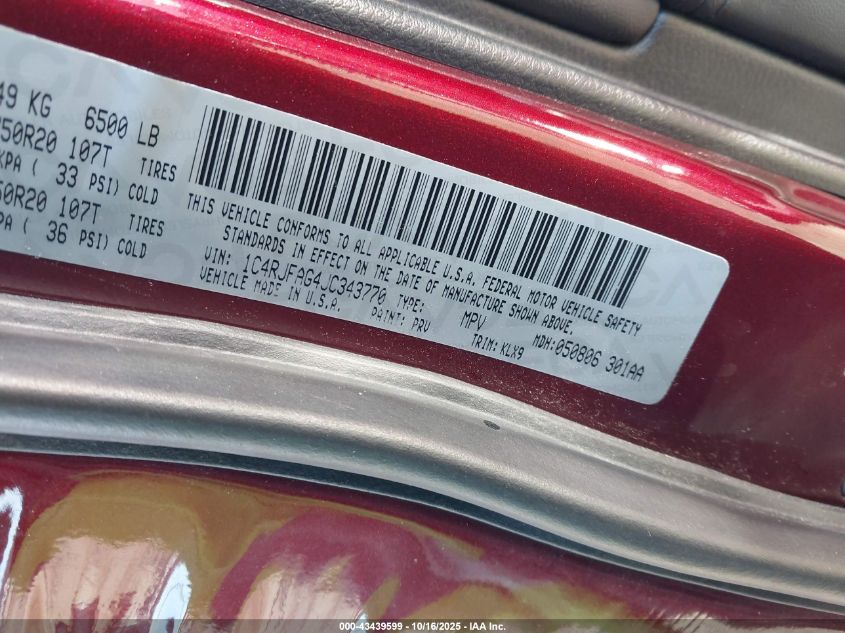 49 KG 6500 LB
50R20 107T TIRES
KPA ( 33 PSI) COLD
50R20 107T TIRES
PA ( 36 PSI) COLD
THIS VEHICLE CONFORMS TO ALL APPLICABLE U.S.A. FEDERAL MOTOR VEHICLE SAFETY
STANDARDS IN EFFECT ON THE DATE OF MANUFACTURE SHOWN ABOVE.
VIN: 1C4RJFAG4JC343770 TYPE: MPV MDH:050806 301AA
VEHICLE MADE IN U.S.A. PAINT: PRV TRIM: KLX9
000-43439599 - 10/16/2025 - IAA Inc.